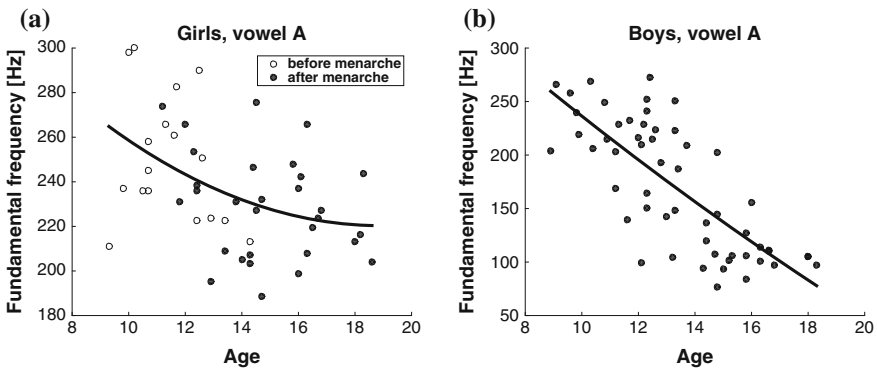 (a)
Girls, vowel A
Fundamental frequency [Hz]
300
280
260
240
220
200
180
8 10 12 14 16 18 20
Age
before menarche
after menarche
(b)
Boys, vowel A
Fundamental frequency [Hz]
300
250
200
150
100
50
8 10 12 14 16 18 20
Age